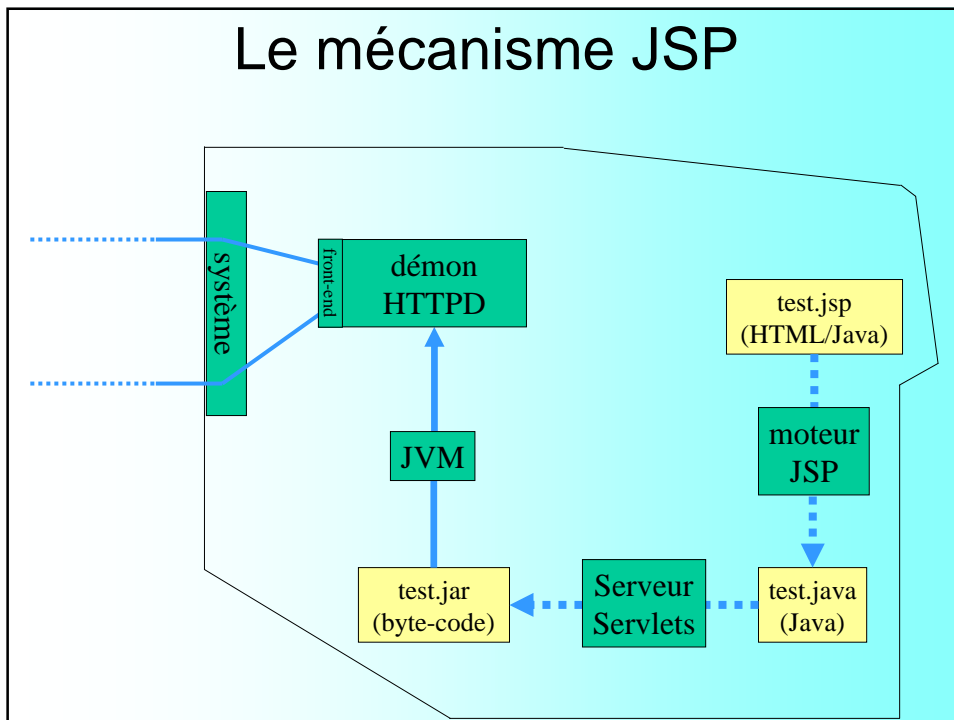 Le mécanisme JSP
système
front-end
démon
HTTPD
test.jsp
(HTML/Java)
moteur
JSP
JVM
test.jar
(byte-code)
Serveur
Servlets
test.java
(Java)